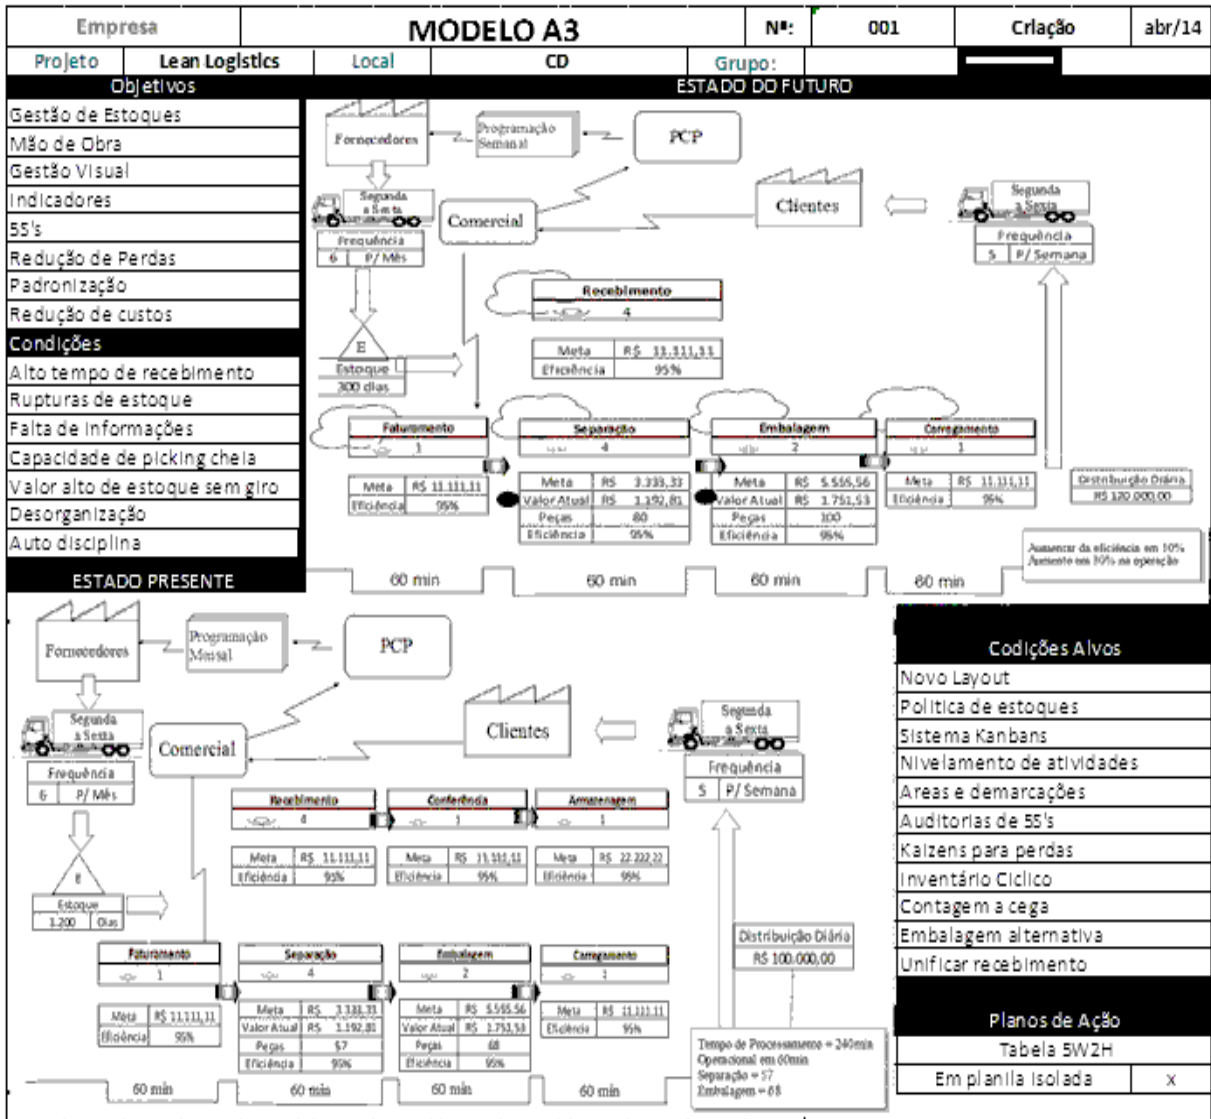 Empresa
MODELO A3
Nº:
001
Criação
abr/14
Projeto
Lean Logistics
Local
CD
Grupo:
Objetivos
Gestão de Estoques
Mão de Obra
Gestão Visual
Indicadores
5S's
Redução de Perdas
Padronização
Redução de custos
Condições
Alto tempo de recebimento
Rupturas de estoque
Falta de Informações
Capacidade de picking cheia
Valor alto de estoque sem giro
Desorganização
Auto disciplina
ESTADO DO FUTURO
Fornecedores
Programação
Semanal
PCP
Segunda
a Sexta
Frequência
6 P/ Mês
Comercial
Clientes
Segunda
a Sexta
Frequência
5 P/ Semana
Recebimento
4
Meta R$ 11.111,11
Eficiência 95%
E
Estoque
300 dias
Faturamento
1
Meta R$ 11.111,11
Eficiência 95%
Separação
4
Meta R$ 3.333,33
Valor Atual R$ 1.192,81
Peças 80
Eficiência 95%
Embalagem
2
Meta R$ 5.555,56
Valor Atual R$ 1.751,53
Peças 100
Eficiência 95%
Carregamento
1
Meta R$ 11.111,11
Eficiência 95%
Distribuição Diária
R$ 120.000,00
Aumentar da eficiência em 10%
Aumento em 30% na operação
60 min
60 min
60 min
60 min
ESTADO PRESENTE
Fornecedores
Programação
Mensal
PCP
Segunda
a Sexta
Frequência
6 P/ Mês
Comercial
Clientes
Segunda
a Sexta
Frequência
5 P/ Semana
Recebimento
4
Meta R$ 11.111,11
Eficiência 95%
Conferência
1
Meta R$ 11.111,11
Eficiência 95%
Armazenagem
1
Meta R$ 22.222,22
Eficiência 95%
E
Estoque
1.200 Dias
Faturamento
1
Meta R$ 11.111,11
Eficiência 95%
Separação
4
Meta R$ 3.333,33
Valor Atual R$ 1.192,81
Peças 57
Eficiência 95%
Embalagem
2
Meta R$ 5.555,56
Valor Atual R$ 1.751,53
Peças 68
Eficiência 95%
Carregamento
1
Meta R$ 11.111,11
Eficiência 95%
Distribuição Diária
R$ 100.000,00
Tempo de Processamento = 240min
Operacional em 60min
Separação = 57
Embalagem = 68
60 min
60 min
60 min
60 min
Codições Alvos
Novo Layout
Politica de estoques
Sistema Kanbans
Nivelamento de atividades
Areas e demarcações
Auditorias de 5S's
Kaizens para perdas
Inventário Ciclico
Contagem a cega
Embalagem alternativa
Unificar recebimento
Planos de Ação
Tabela 5W2H
Em planila Isolada
x